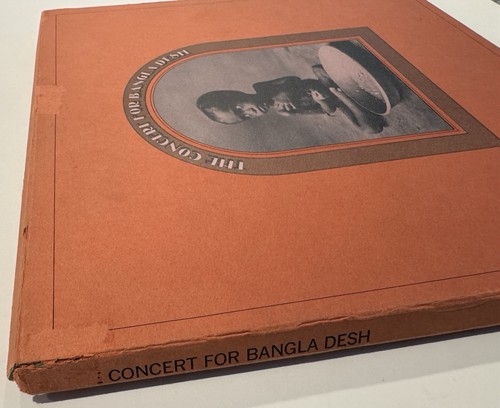 THE CONCERT FOR BANGLA DESH
CONCERT FOR BANGLA DESH